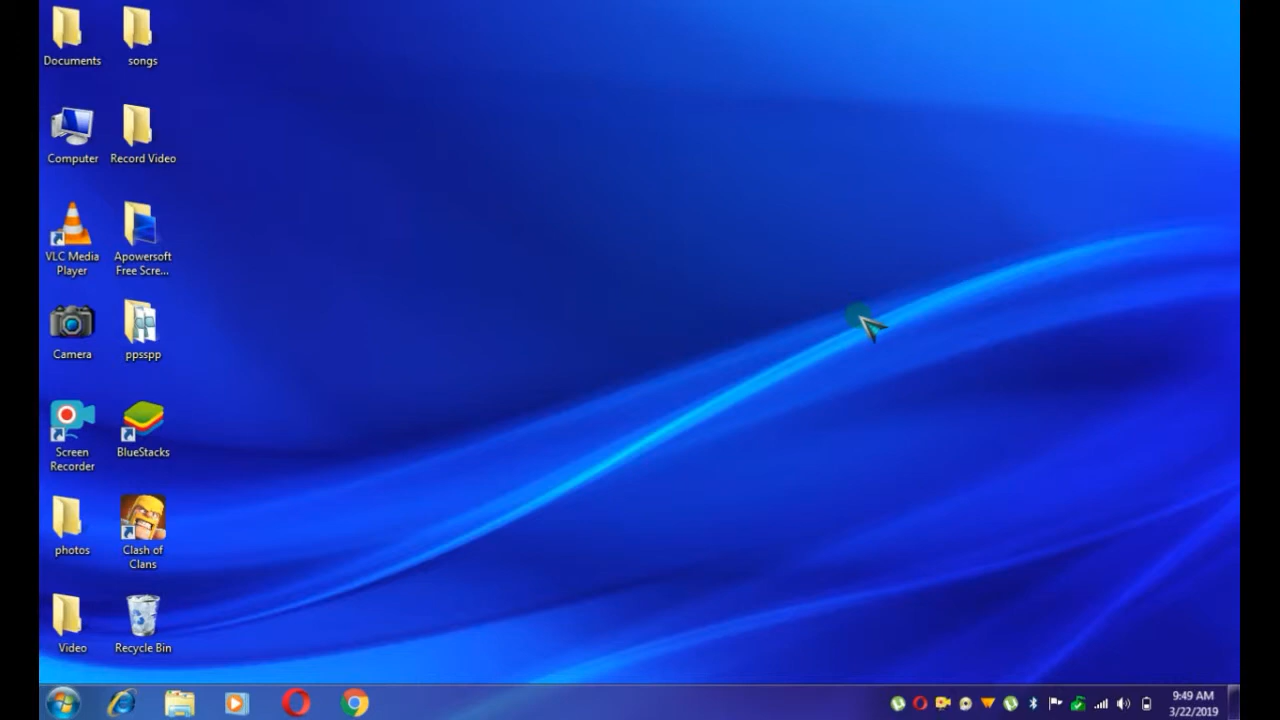 Documents
songs
Computer
Record Video
VLC Media
Player
Apowersoft
Free Scre...
Camera
ppsspp
Screen
Recorder
BlueStacks
photos
Clash of
Clans
Video
Recycle Bin
9:49 AM
3/22/2019